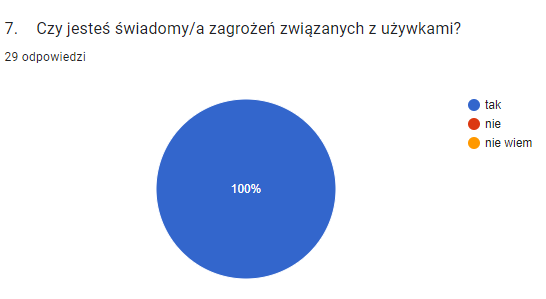 7. Czy jesteś świadomy/a zagrożeń związanych z używkami?
29 odpowiedzi
tak
nie
nie wiem
100%